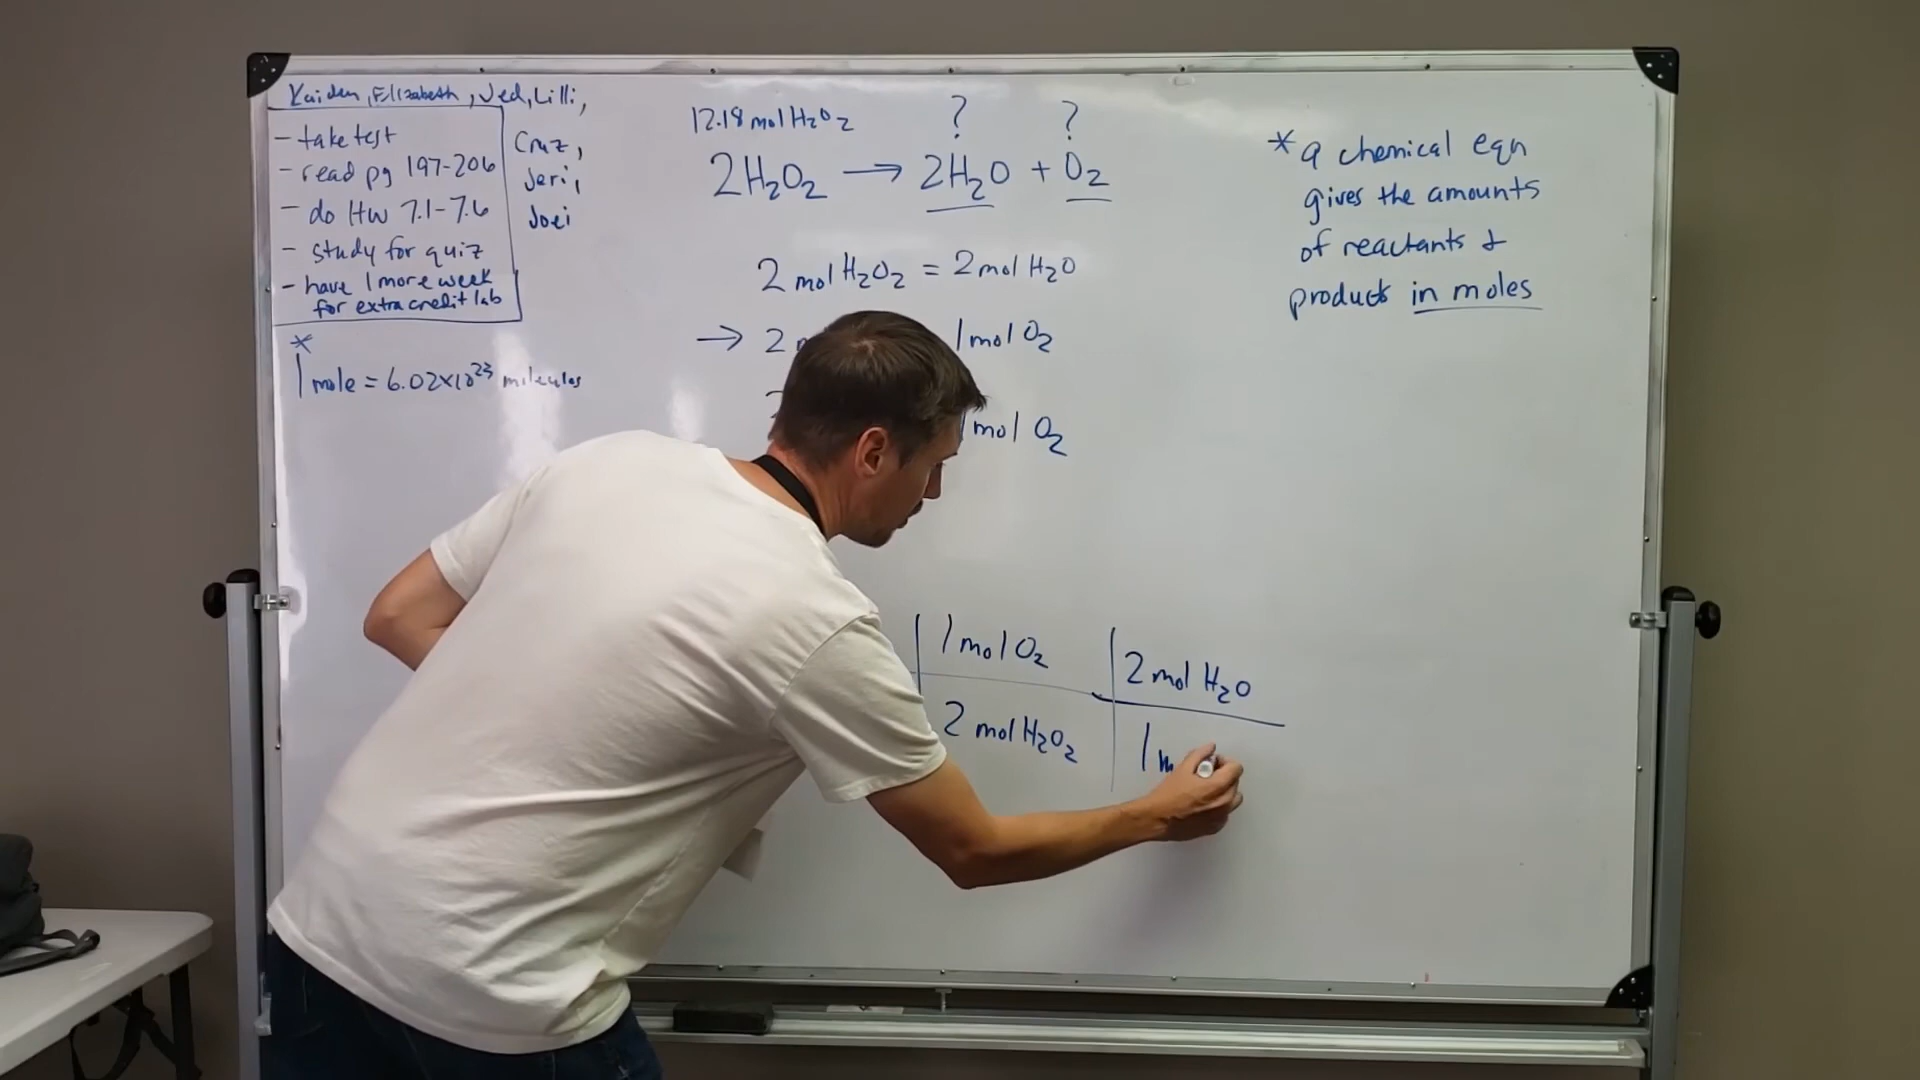 Kaiden, Elizabeth, Jed, Lilli,
Cruz,
Jeri,
Joei
- take test
- read pg 197-206
- do HW 7.1-7.6
- study for quiz
- have 1 more week
for extra credit lab
*
1 mole = 6.02x10²³ molecules
12.18 mol H₂O₂ ? ?
2H₂O₂ → 2H₂O + O₂
2 mol H₂O₂ = 2 mol H₂O
→ 2 1 mol O₂
1 mol O₂
1 mol O₂ 2 mol H₂O
2 mol H₂O₂ 1
* a chemical eqn
gives the amounts
of reactants &
products in moles